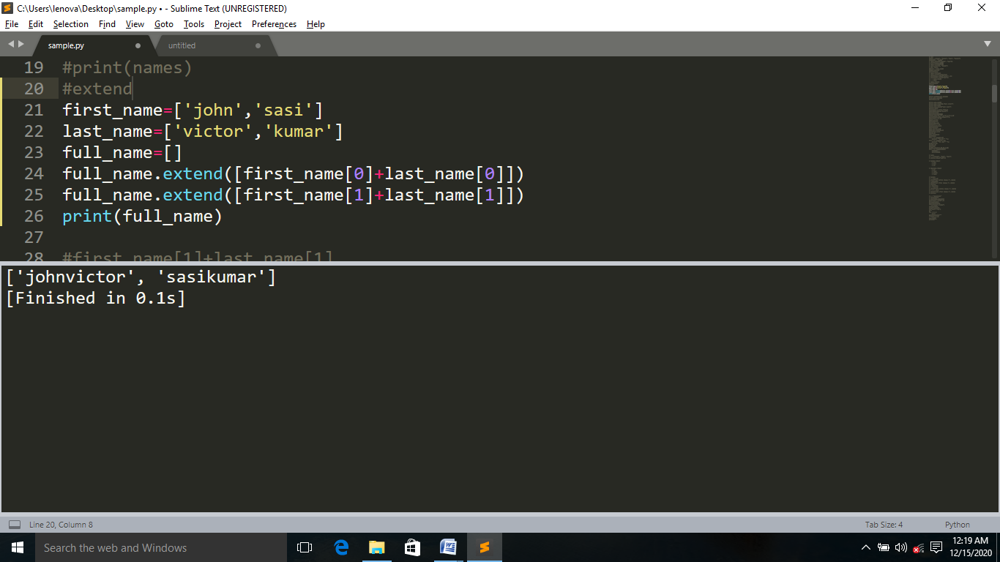 C:\Users\lenova\Desktop\sample.py • - Sublime Text (UNREGISTERED)
File Edit Selection Find View Goto Tools Project Preferences Help
sample.py untitled
19 #print(names)
20 #extend
21 first_name=['john','sasi']
22 last_name=['victor','kumar']
23 full_name=[]
24 full_name.extend([first_name[0]+last_name[0]])
25 full_name.extend([first_name[1]+last_name[1]])
26 print(full_name)
27
28 #first_name[1]+last_name[1]
['johnvictor', 'sasikumar']
[Finished in 0.1s]
Line 20, Column 8 Tab Size: 4 Python
Search the web and Windows
12:19 AM
12/15/2020